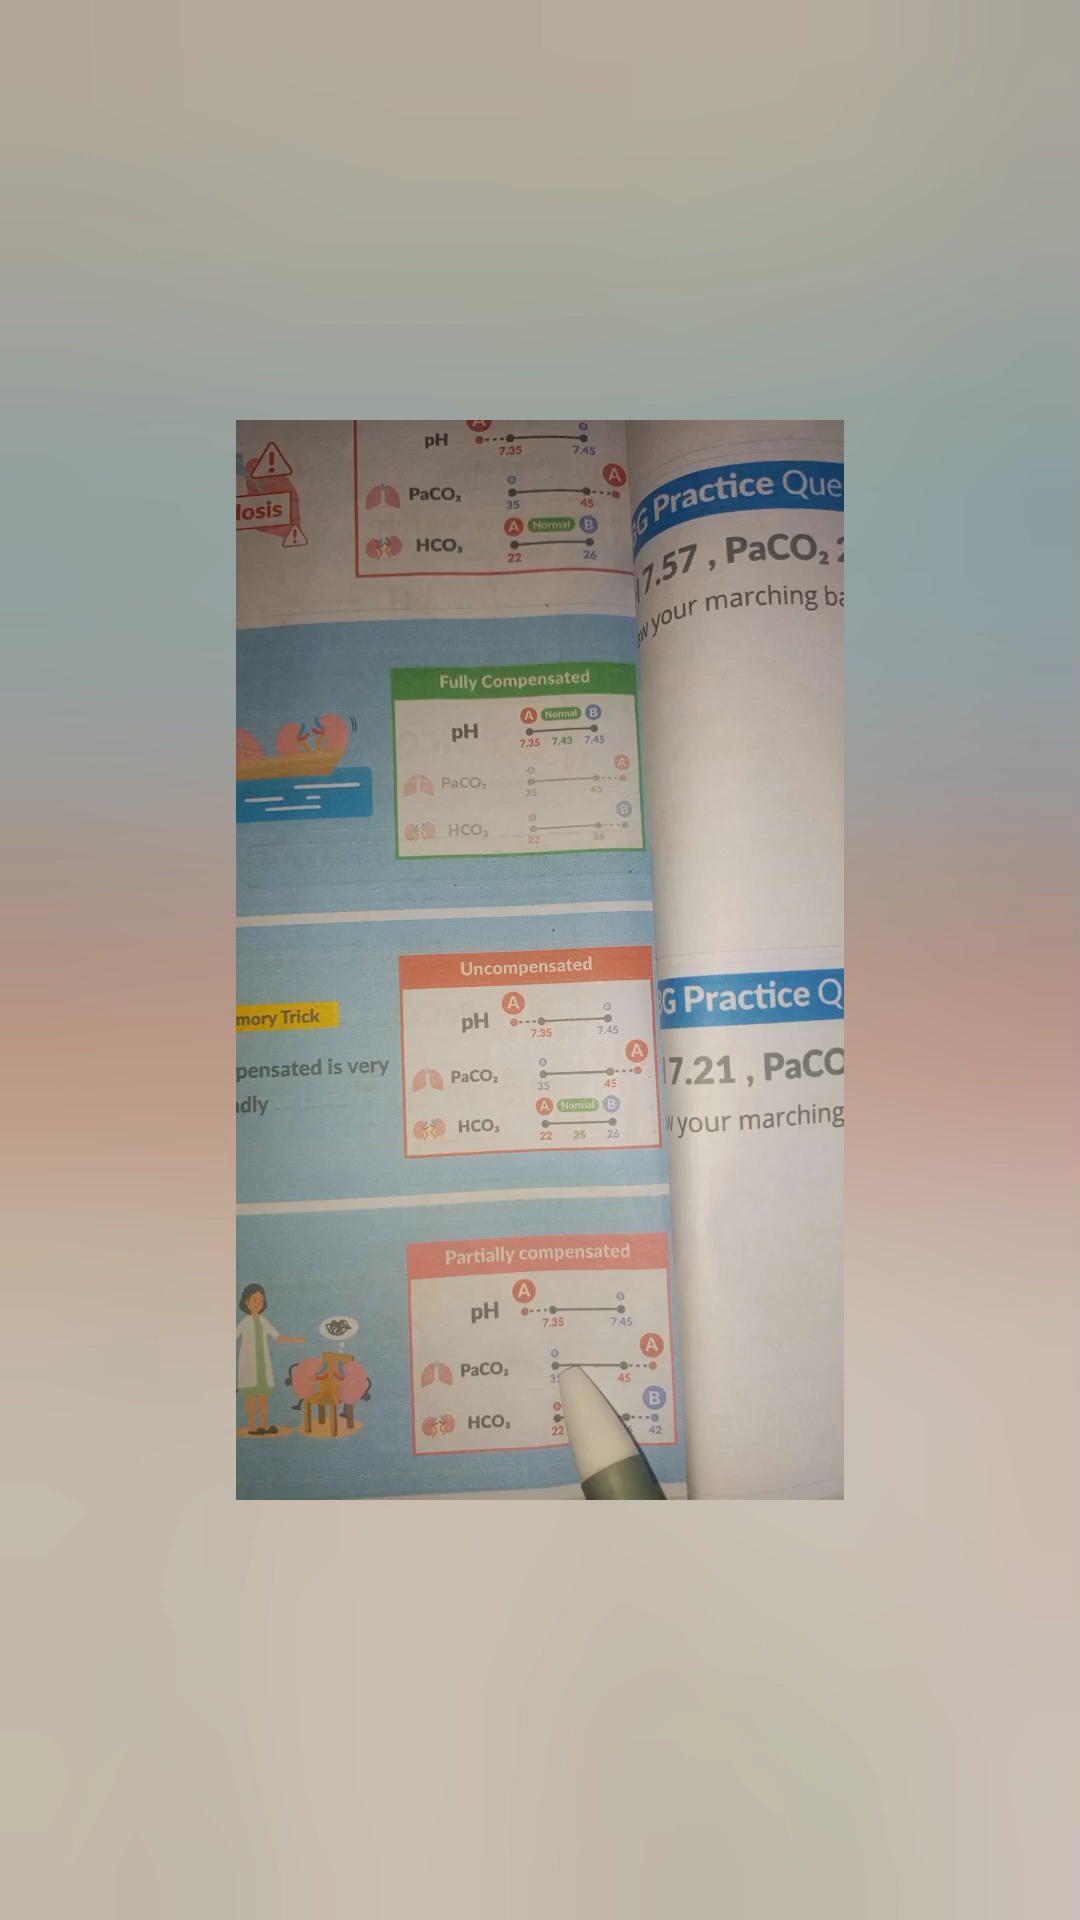 A
pH
7.35 7.45
losis
PaCO₂
B A
35 45
A Normal B
HCO₃
22 26
Fully Compensated
A Normal B
pH
7.35 7.43 7.45
A
PaCO₂
35 45
B
HCO₃
22 26
mory Trick
pensated is very
dly
Uncompensated
A
pH
7.35 7.45
A
PaCO₂
35 45
A Normal B
HCO₃
22 25 26
Partially compensated
A B
pH
7.35 7.45
B A
PaCO₂
45
A B
HCO₃
22 42
G Practice Que
7.57 , PaCO₂
your marching ba
G Practice Q
7.21 , PaCO
your marching